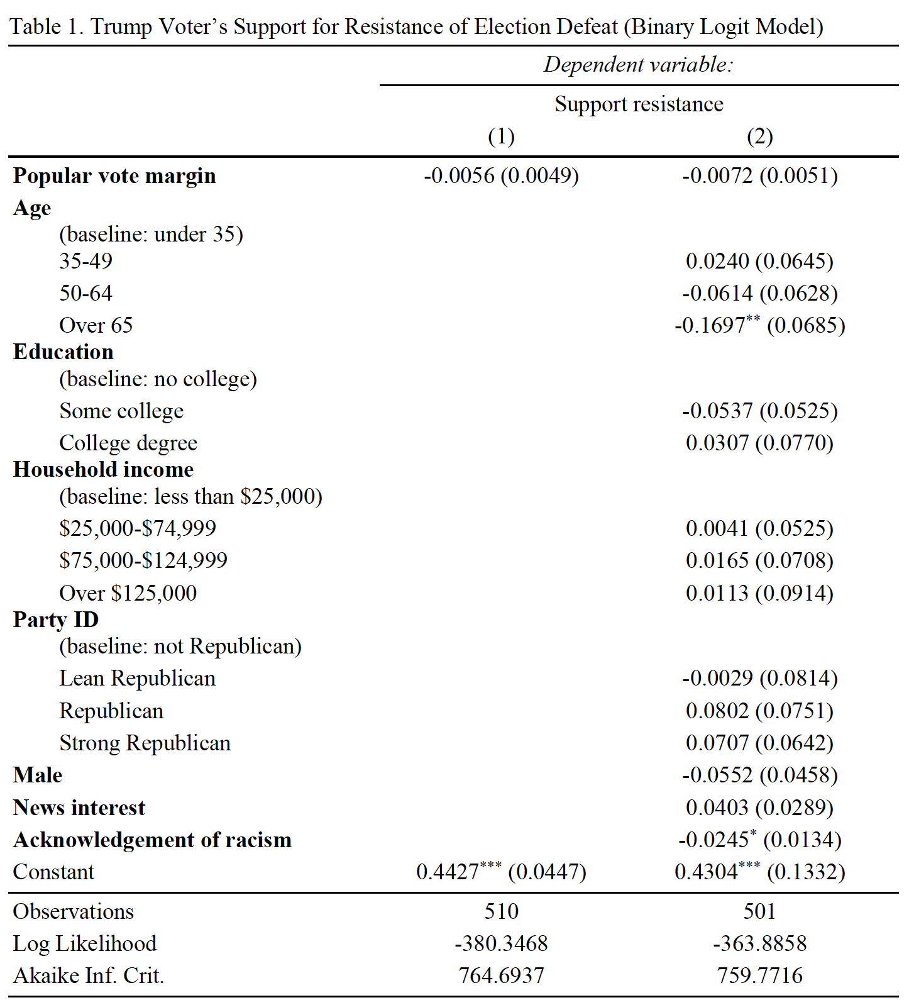 Table 1. Trump Voter’s Support for Resistance of Election Defeat (Binary Logit Model)
Dependent variable:
Support resistance
(1) (2)
Popular vote margin -0.0056 (0.0049) -0.0072 (0.0051)
Age
(baseline: under 35)
35-49 0.0240 (0.0645)
50-64 -0.0614 (0.0628)
Over 65 -0.1697** (0.0685)
Education
(baseline: no college)
Some college -0.0537 (0.0525)
College degree 0.0307 (0.0770)
Household income
(baseline: less than $25,000)
$25,000-$74,999 0.0041 (0.0525)
$75,000-$124,999 0.0165 (0.0708)
Over $125,000 0.0113 (0.0914)
Party ID
(baseline: not Republican)
Lean Republican -0.0029 (0.0814)
Republican 0.0802 (0.0751)
Strong Republican 0.0707 (0.0642)
Male -0.0552 (0.0458)
News interest 0.0403 (0.0289)
Acknowledgement of racism -0.0245* (0.0134)
Constant 0.4427*** (0.0447) 0.4304*** (0.1332)
Observations 510 501
Log Likelihood -380.3468 -363.8858
Akaike Inf. Crit. 764.6937 759.7716